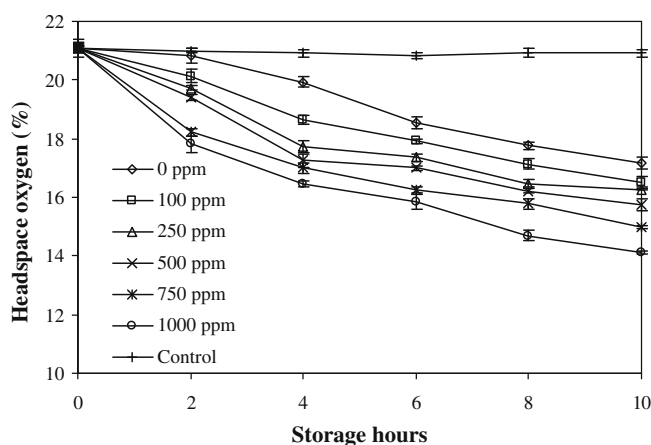 22
20
18
16
14
12
10
Headspace oxygen (%)
0 ppm
100 ppm
250 ppm
500 ppm
750 ppm
1000 ppm
Control
0 2 4 6 8 10
Storage hours